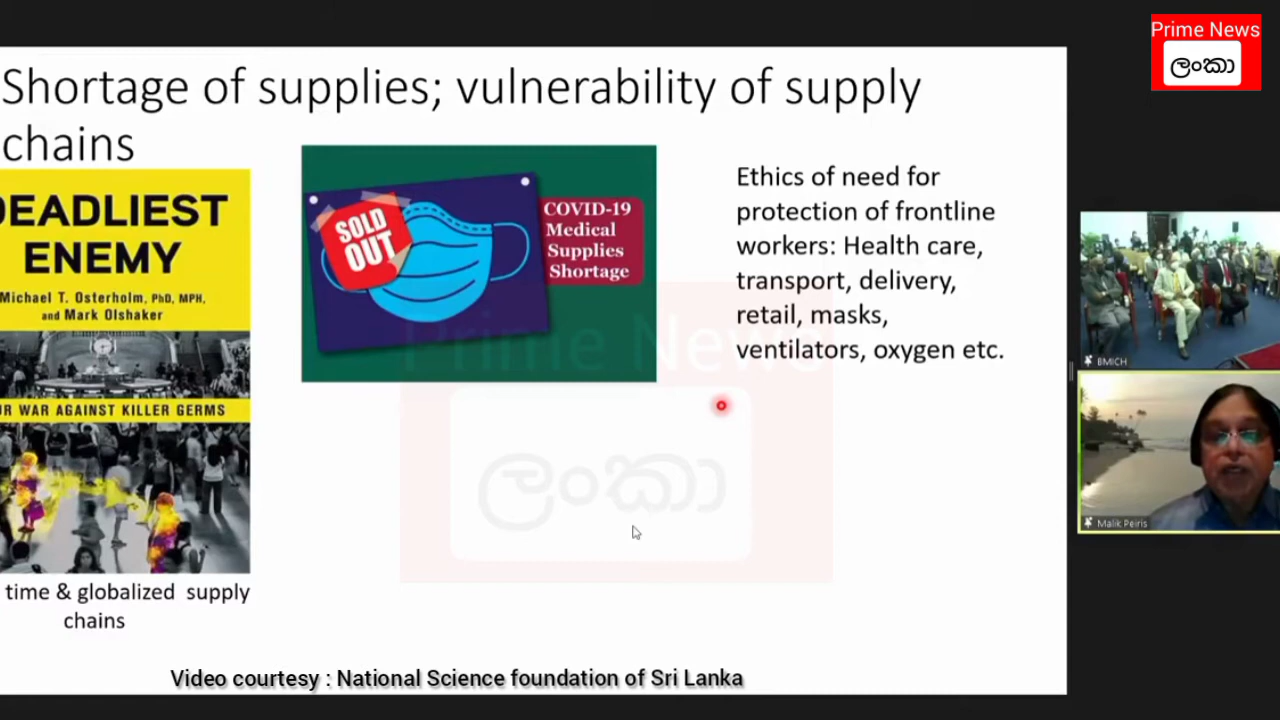 Prime News
ලංකා
Shortage of supplies; vulnerability of supply
chains
DEADLIEST
ENEMY
Michael T. Osterholm, PhD, MPH,
and Mark Olshaker
WAR AGAINST KILLER GERMS
time & globalized supply
chains
SOLD
OUT
COVID-19
Medical
Supplies
Shortage
Ethics of need for
protection of frontline
workers: Health care,
transport, delivery,
retail, masks,
ventilators, oxygen etc.
Prime News
ලංකා
BMICH
Malik Peiris
Video courtesy : National Science foundation of Sri Lanka